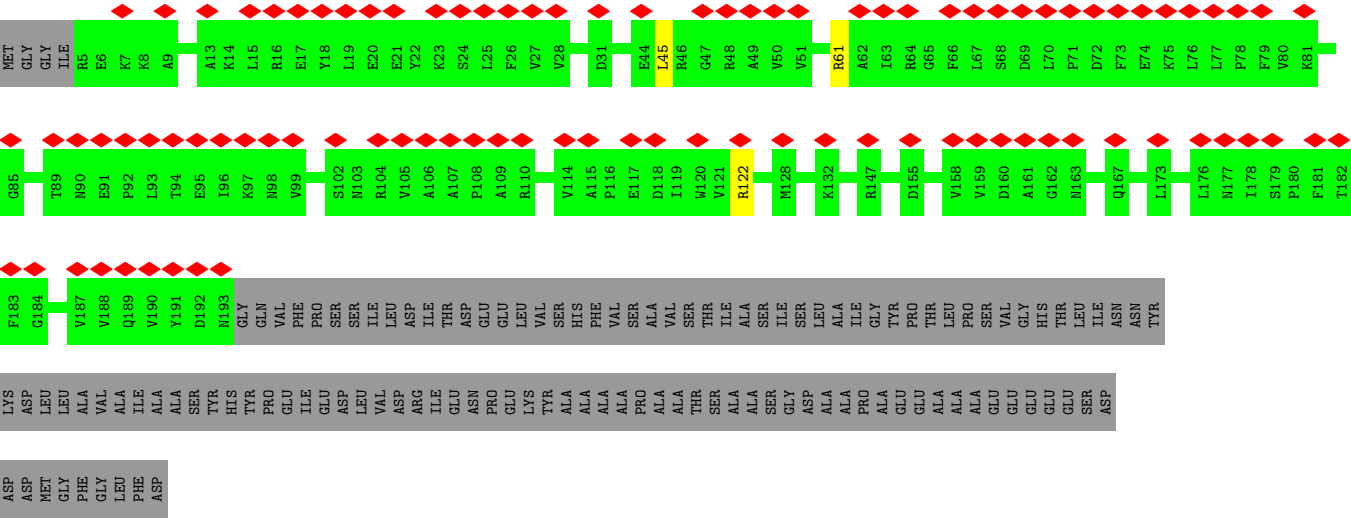 MET GLY GLY ILE R5 E6 K7 K8 A9 A13 K14 L15 R16 E17 Y18 L19 E20 E21 Y22 K23 S24 L25 F26 V27 V28 D31 E44 L45 R46 G47 R48 A49 V50 V51 R61 A62 I63 R64 G65 F66 L67 S68 D69 L70 P71 D72 F73 E74 K75 L76 L77 P78 F79 V80 K81
G85 T89 N90 E91 P92 L93 T94 E95 I96 K97 N98 V99 S102 N103 R104 V105 A106 A107 P108 A109 R110 V114 A115 P116 E117 D118 I119 W120 V121 R122 M128 K132 R147 D155 V158 V159 D160 A161 G162 N163 Q167 L173 L176 N177 I178 S179 P180 F181 T182
F183 G184 V187 V188 Q189 V190 Y191 D192 N193 GLY GLN VAL PHE PRO SER SER ILE LEU ASP ILE THR ASP GLU GLU LEU VAL SER HIS PHE VAL SER ALA VAL SER THR ILE ALA SER ILE SER LEU ALA ILE GLY TYR PRO THR LEU PRO SER VAL GLY HIS THR LEU ILE ASN ASN TYR
LYS ASP LEU LEU ALA VAL ALA ILE ALA ALA SER TYR HIS TYR PRO GLU ILE GLU ASP LEU VAL ASP ARG ILE GLU ASN PRO GLU LYS TYR ALA ALA ALA ALA PRO ALA ALA THR SER ALA ALA SER GLY ASP ALA ALA PRO ALA GLU GLU ALA ALA ALA GLU GLU GLU GLU GLU SER ASP
ASP ASP MET GLY PHE GLY LEU PHE ASP